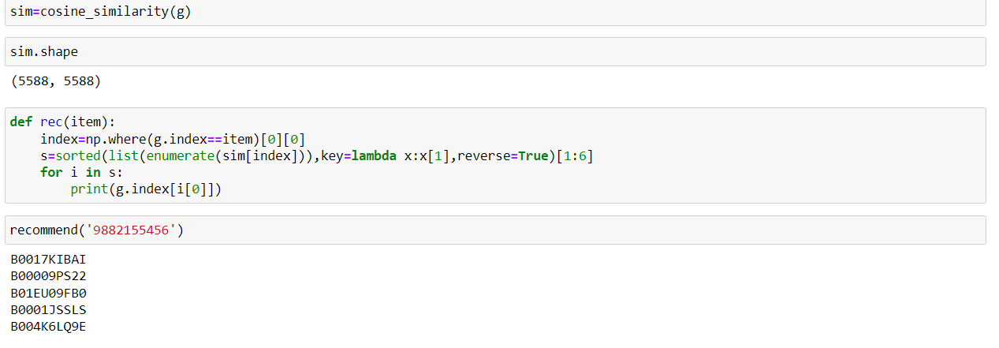 sim=cosine_similarity(g)
sim.shape
(5588, 5588)
def rec(item):
    index=np.where(g.index==item)[0][0]
    s=sorted(list(enumerate(sim[index])),key=lambda x:x[1],reverse=True)[1:6]
    for i in s:
        print(g.index[i[0]])
recommend('9882155456')
B0017KIBAI
B00009PS22
B01EU09FB0
B0001JSSLS
B004K6LQ9E